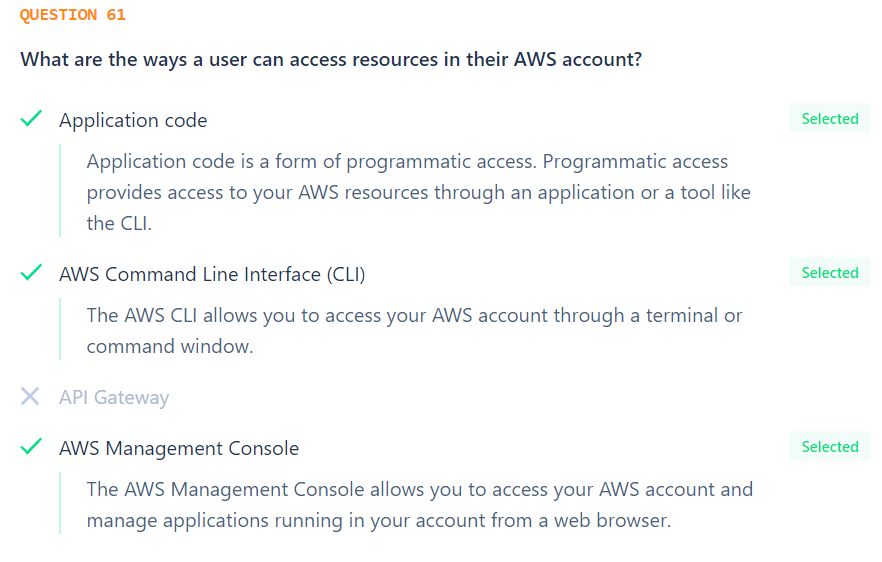 QUESTION 61
What are the ways a user can access resources in their AWS account?
Application code
Selected
Application code is a form of programmatic access. Programmatic access
provides access to your AWS resources through an application or a tool like
the CLI.
AWS Command Line Interface (CLI)
Selected
The AWS CLI allows you to access your AWS account through a terminal or
command window.
API Gateway
AWS Management Console
Selected
The AWS Management Console allows you to access your AWS account and
manage applications running in your account from a web browser.